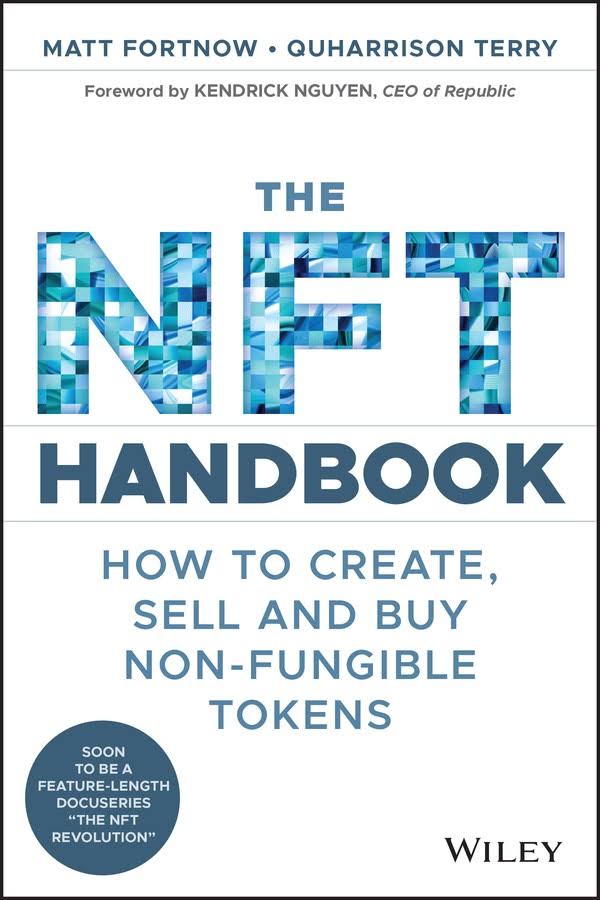 MATT FORTNOW • QUHARRISON TERRY
Foreword by KENDRICK NGUYEN, CEO of Republic
THE
NFT
HANDBOOK
HOW TO CREATE,
SELL AND BUY
NON-FUNGIBLE
TOKENS
SOON
TO BE A
FEATURE-LENGTH
DOCUSERIES
“THE NFT
REVOLUTION”
WILEY